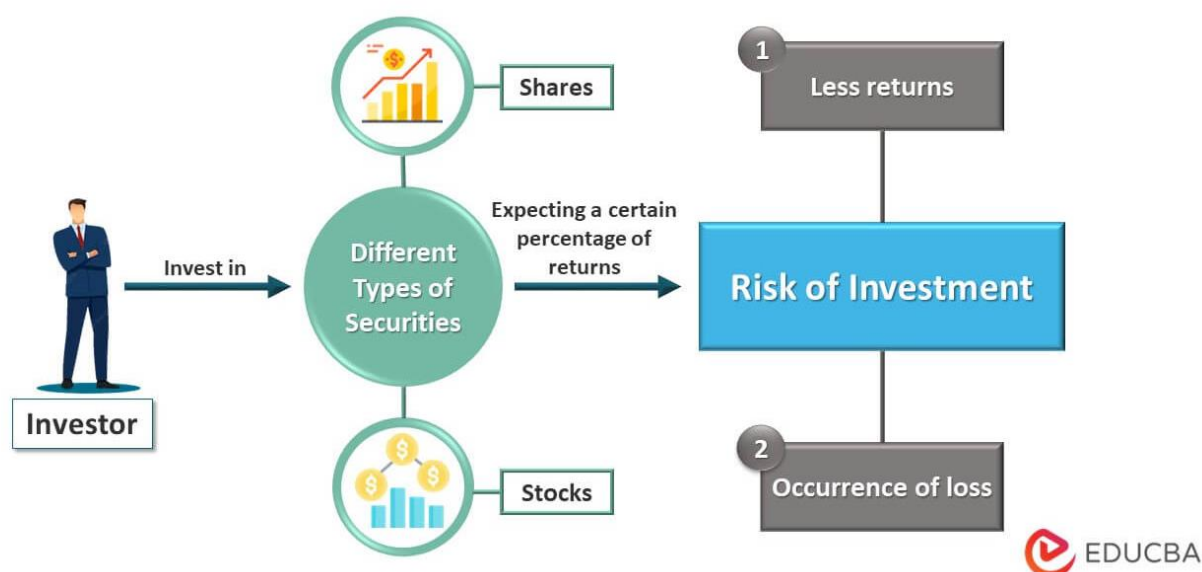 Shares
1
Less returns
Expecting a certain
percentage of
returns
Invest in
Different
Types of
Securities
Risk of Investment
Investor
2
Occurrence of loss
Stocks
EDUCBA